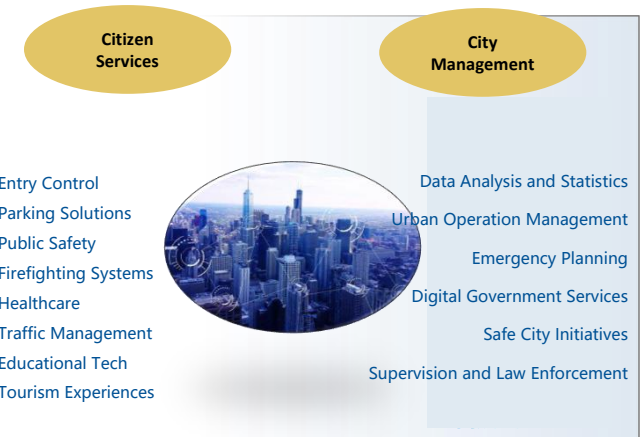 Citizen
Services
City
Management
Entry Control
Parking Solutions
Public Safety
Firefighting Systems
Healthcare
Traffic Management
Educational Tech
Tourism Experiences
Data Analysis and Statistics
Urban Operation Management
Emergency Planning
Digital Government Services
Safe City Initiatives
Supervision and Law Enforcement